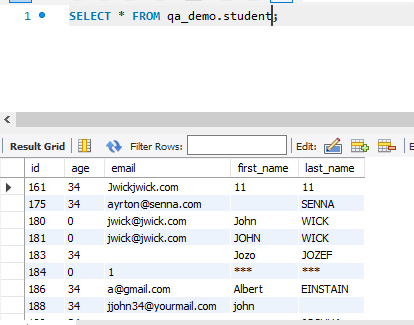 1 SELECT * FROM qa_demo.student;
Result Grid Filter Rows: Edit:
id age email first_name last_name
161 34 Jwickjwick.com 11 11
175 34 ayrton@senna.com SENNA
180 0 jwick@jwick.com John WICK
181 0 jwick@jwick.com JOHN WICK
183 34 Jozo JOZEF
184 0 1 *** ***
186 34 a@gmail.com Albert EINSTAIN
188 34 jjohn34@yourmail.com john